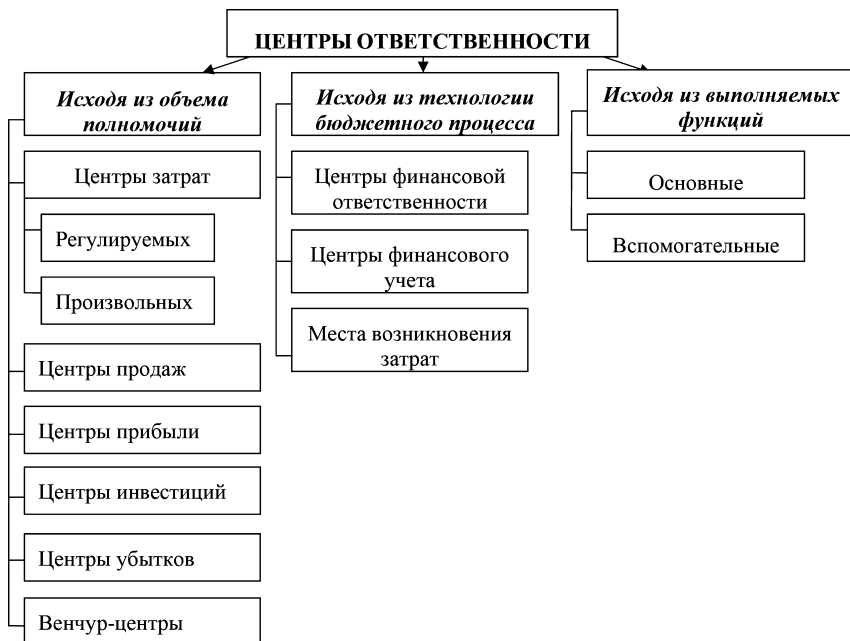 ЦЕНТРЫ ОТВЕТСТВЕННОСТИ
Исходя из объема
полномочий
Центры затрат
Регулируемых
Произвольных
Центры продаж
Центры прибыли
Центры инвестиций
Центры убытков
Венчур-центры
Исходя из технологии
бюджетного процесса
Центры финансовой
ответственности
Центры финансового
учета
Места возникновения
затрат
Исходя из выполняемых
функций
Основные
Вспомогательные